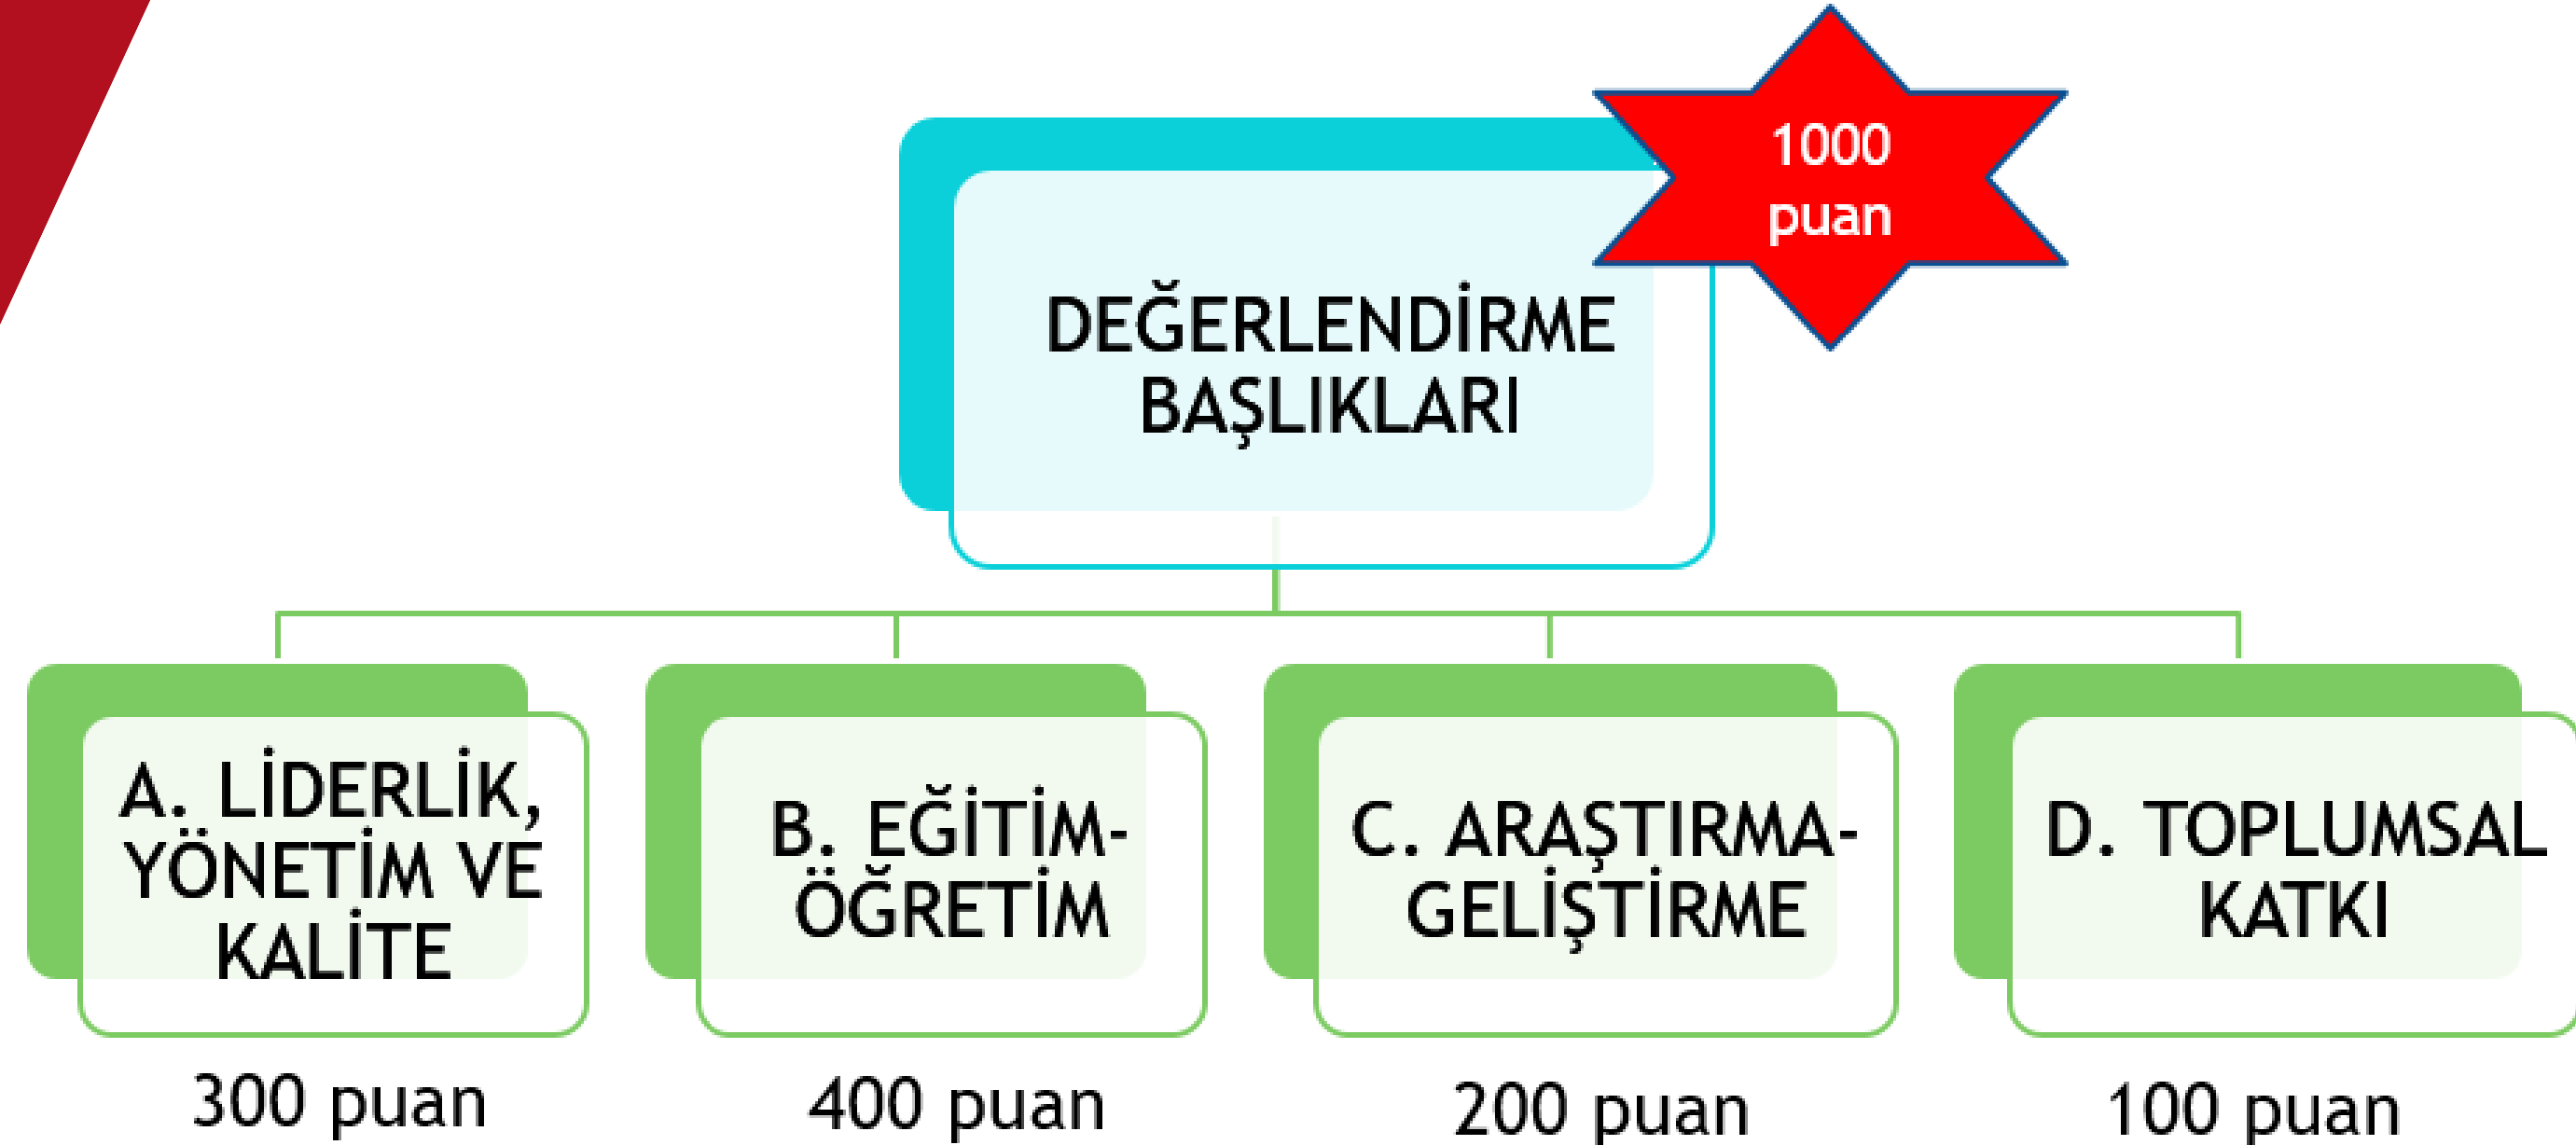 1000
puan
DEĞERLENDİRME
BAŞLIKLARI
A. LİDERLİK,
YÖNETİM VE
KALİTE
300 puan
B. EĞİTİM-
ÖĞRETİM
400 puan
C. ARAŞTIRMA-
GELİŞTİRME
200 puan
D. TOPLUMSAL
KATKI
100 puan